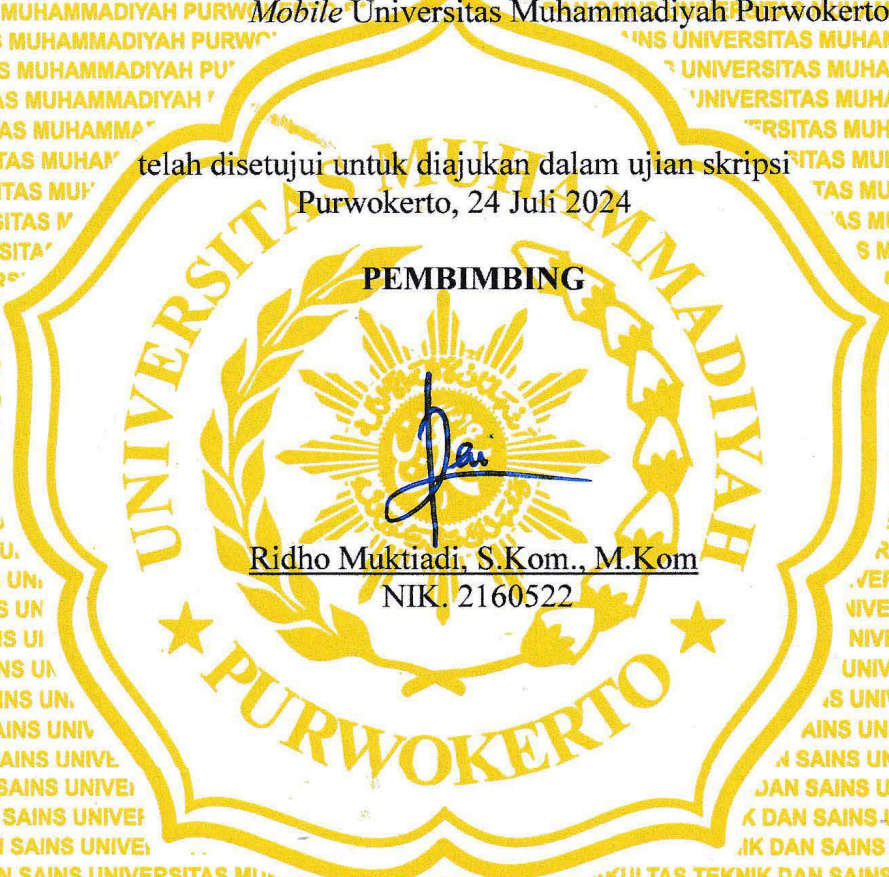 Mobile Universitas Muhammadiyah Purwokerto
telah disetujui untuk diajukan dalam ujian skripsi
Purwokerto, 24 Juli 2024
PEMBIMBING
Ridho Muktiadi, S.Kom., M.Kom
NIK. 2160522
UNIVERSITAS MUHAMMADIYAH
PURWOKERTO